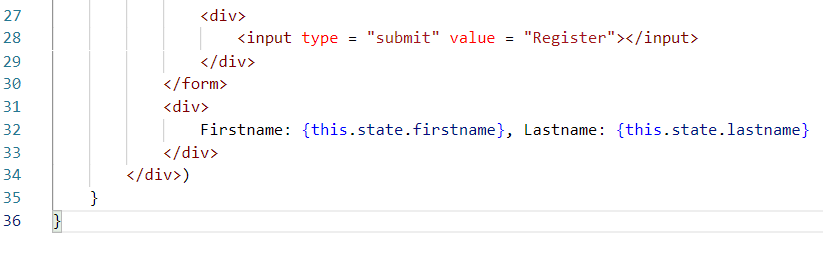 27                <div>
28                    <input type = "submit" value = "Register"></input>
29                </div>
30            </form>
31            <div>
32                Firstname: {this.state.firstname}, Lastname: {this.state.lastname}
33            </div>
34        </div>)
35    }
36 }